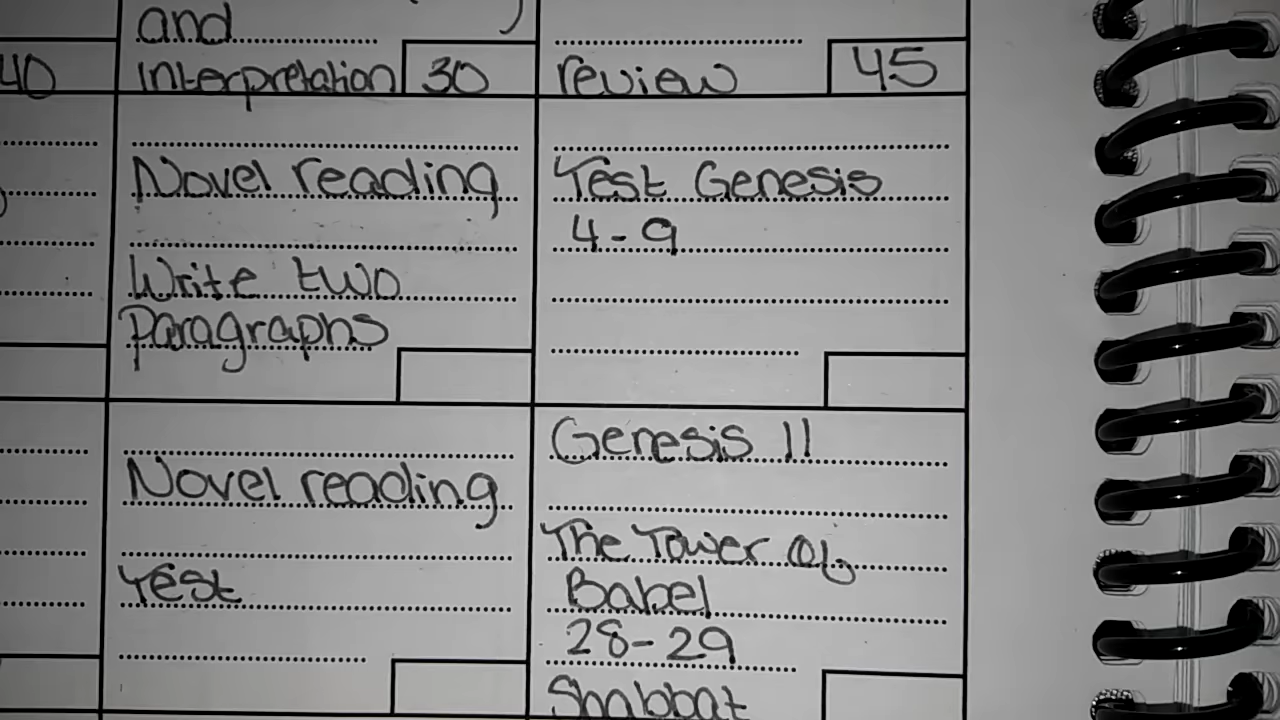 and
40
Interpretation
30
review
45
Novel reading
Write two
Paragraphs
Test Genesis
4-9
Novel reading
Test
Genesis 11
The Tower Of
Babel
28-29
Shabbat